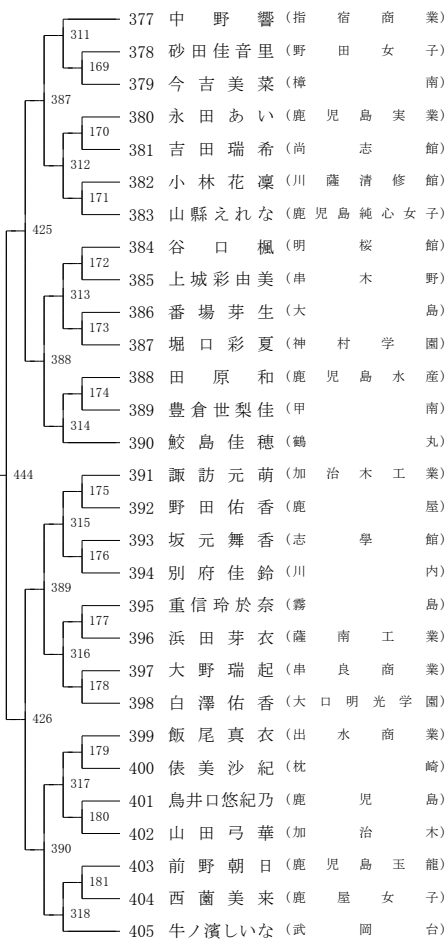 377 中野響 (指宿商業)
311
378 砂田佳音里 (野田女子)
169
379 今吉美菜 (樟南)
387
380 永田あい (鹿児島実業)
170
381 吉田瑞希 (尚志館)
312
382 小林花凜 (川薩清修館)
171
383 山縣えれな (鹿児島純心女子)
425
384 谷口楓 (明桜館)
172
385 上城彩由美 (串木野)
313
386 番場芽生 (大島)
173
387 堀口彩夏 (神村学園)
388
388 田原和 (鹿児島水産)
174
389 豊倉世梨佳 (甲南)
314
390 鮫島佳穂 (鶴丸)
444
391 諏訪元萌 (加治木工業)
175
392 野田佑香 (鹿屋)
315
393 坂元舞香 (志學館)
176
394 別府佳鈴 (川内)
389
395 重信玲於奈 (霧島)
177
396 浜田芽衣 (薩南工業)
316
397 大野瑞起 (串良商業)
178
398 白澤佑香 (大口明光学園)
426
399 飯尾真衣 (出水商業)
179
400 俵美沙紀 (枕崎)
317
401 鳥井口悠紀乃 (鹿児島)
180
402 山田弓華 (加治木)
390
403 前野朝日 (鹿児島玉龍)
181
404 西薗美来 (鹿屋女子)
318
405 牛ノ濱しいな (武岡台)